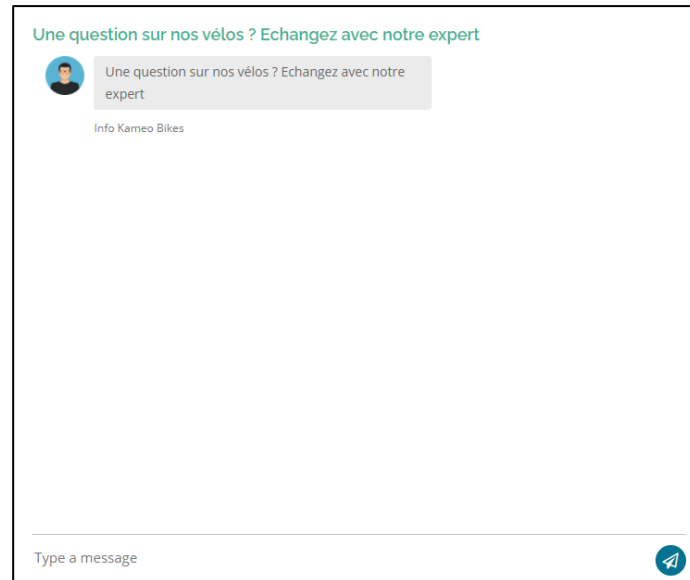 Une question sur nos vélos ? Echangez avec notre expert
Une question sur nos vélos ? Echangez avec notre
expert
Info Kameo Bikes
Type a message